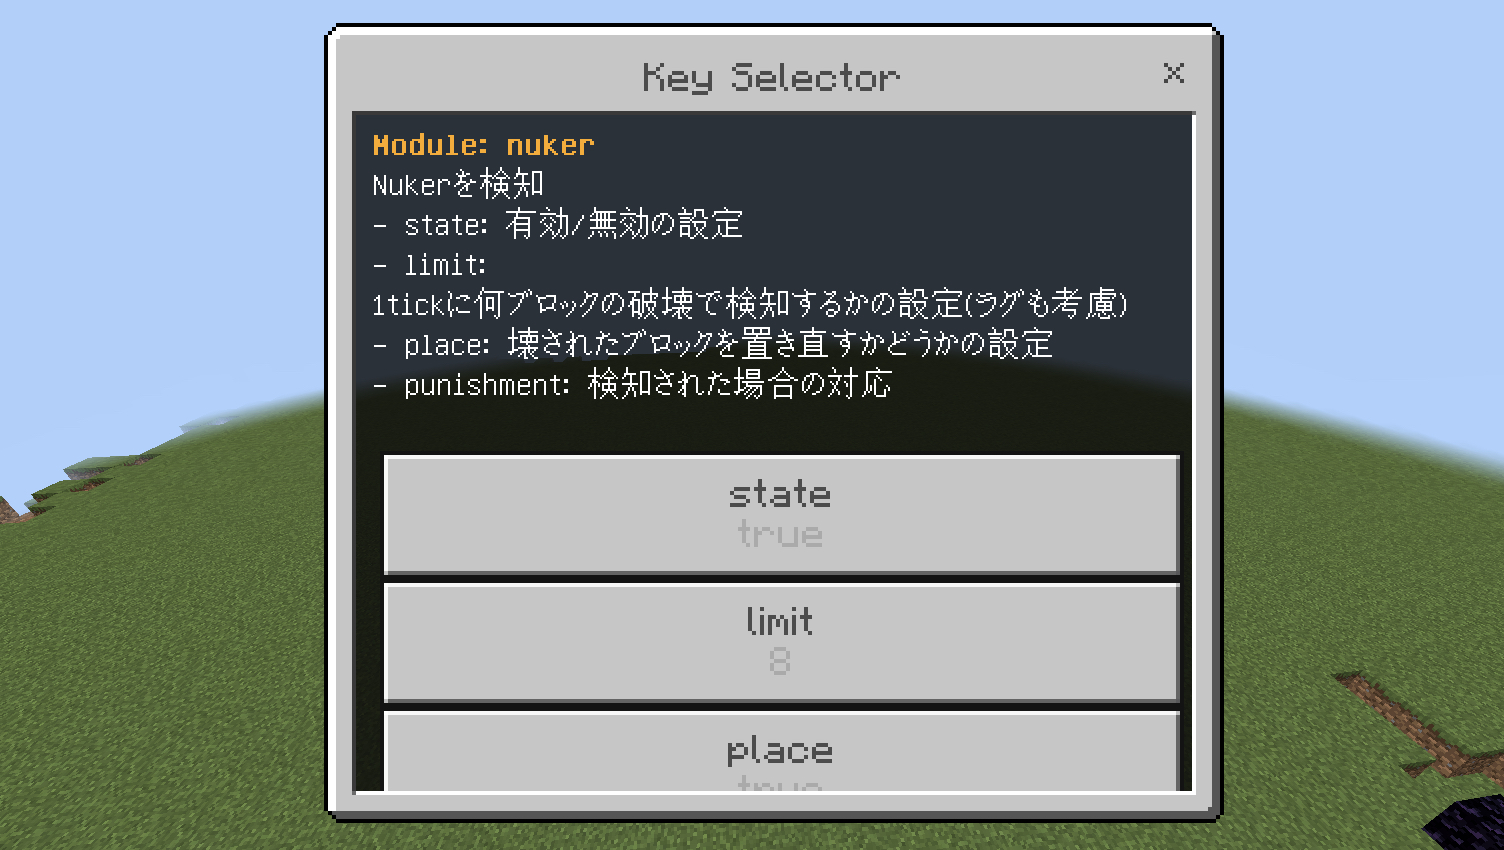 Key Selector
Module: nuker
Nukerを検知
- state: 有効/無効の設定
- limit:
1tickに何ブロックの破壊で検知するかの設定(ラグも考慮)
- place: 壊されたブロックを置き直すかどうかの設定
- punishment: 検知された場合の対応
state
true
limit
8
place
true